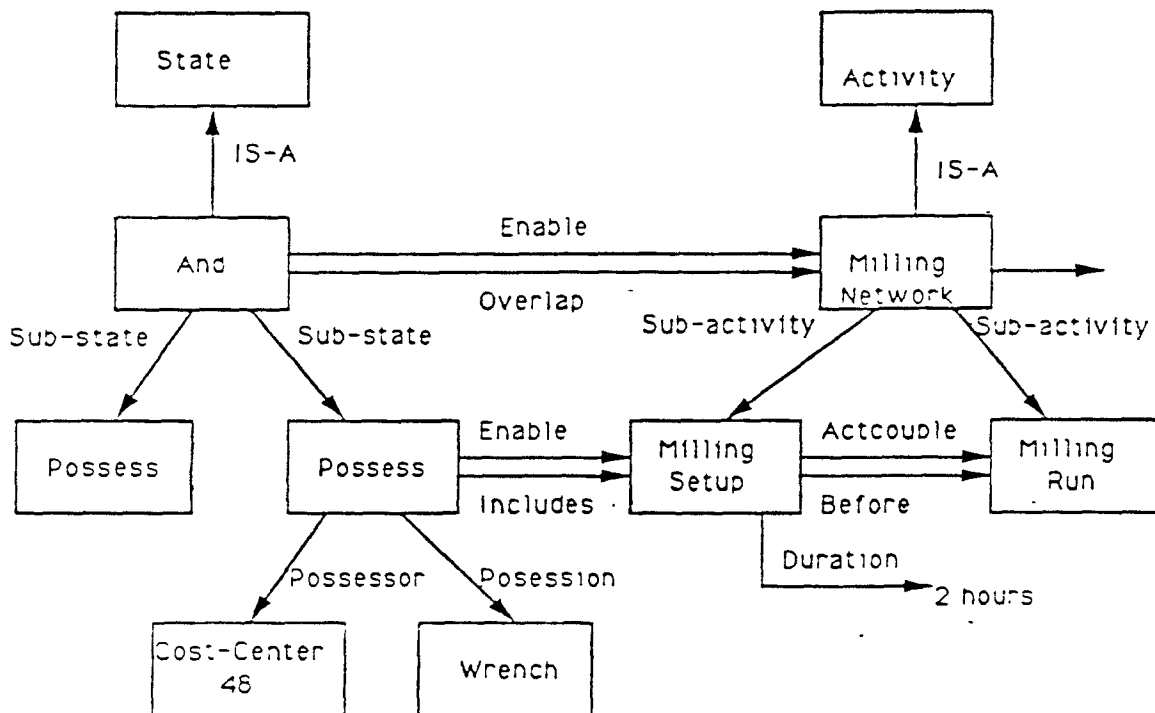 State
Activity
IS-A
IS-A
And
Enable
Overlap
Milling
Network
Sub-state
Sub-state
Sub-activity
Sub-activity
Possess
Possess
Enable
Includes
Milling
Setup
Actcouple
Before
Milling
Run
Possessor
Posession
Duration
2 hours
Cost-Center
48
Wrench